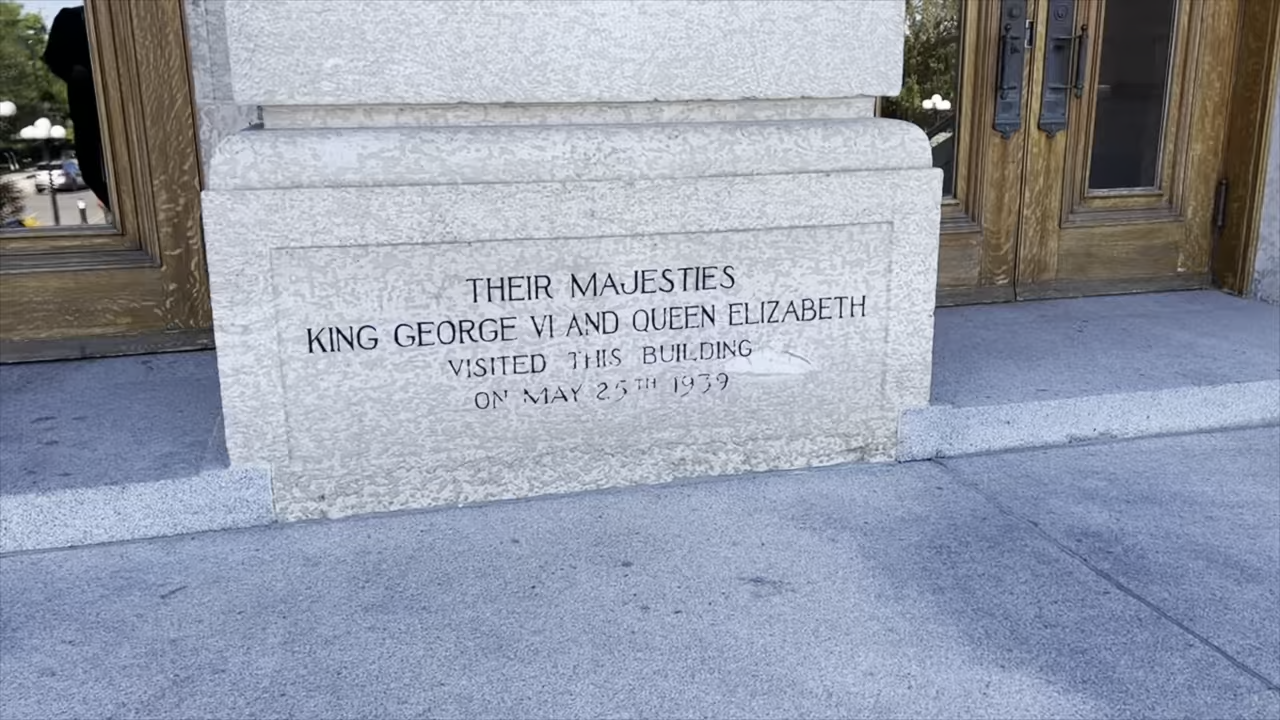 THEIR MAJESTIES
KING GEORGE VI AND QUEEN ELIZABETH
VISITED THIS BUILDING
ON MAY 25TH 1939